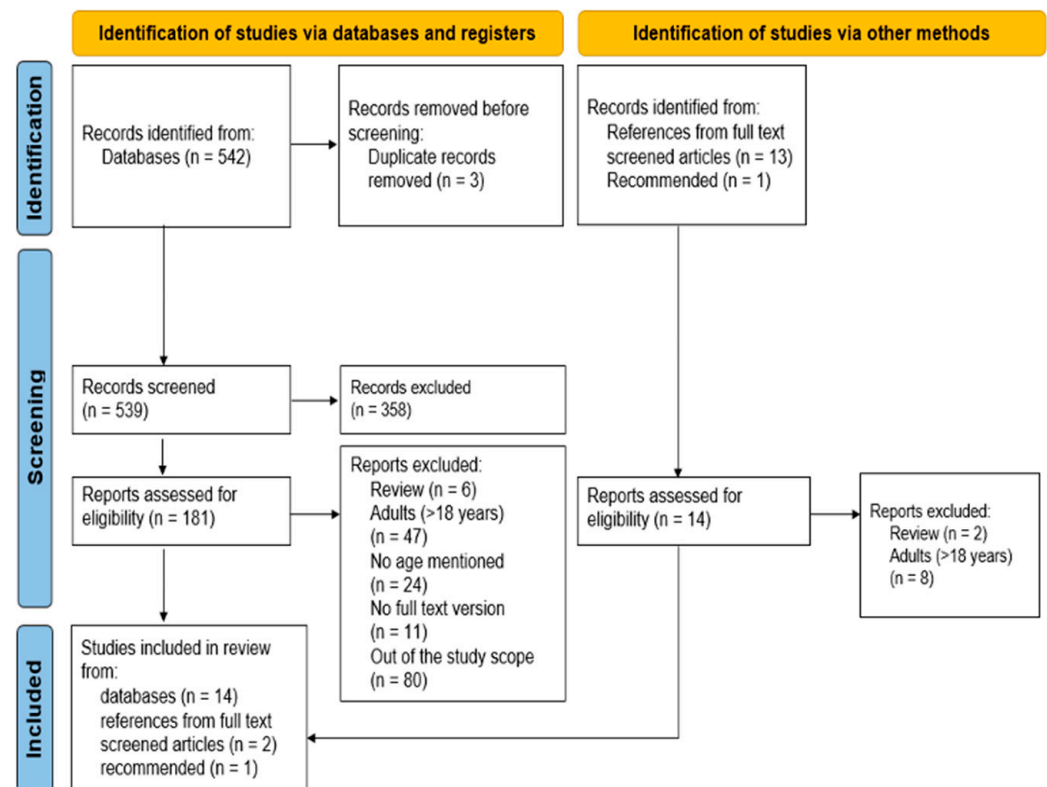 Identification of studies via databases and registers
Identification of studies via other methods
Identification
Records identified from:
Databases (n = 542)
Records removed before
screening:
Duplicate records
removed (n = 3)
Records identified from:
References from full text
screened articles (n = 13)
Recommended (n = 1)
Screening
Records screened
(n = 539)
Records excluded
(n = 358)
Reports assessed for
eligibility (n = 181)
Reports excluded:
Review (n = 6)
Adults (>18 years)
(n = 47)
No age mentioned
(n = 24)
No full text version
(n = 11)
Out of the study scope
(n = 80)
Reports assessed for
eligibility (n = 14)
Reports excluded:
Review (n = 2)
Adults (>18 years)
(n = 8)
Included
Studies included in review
from:
databases (n = 14)
references from full text
screened articles (n = 2)
recommended (n = 1)